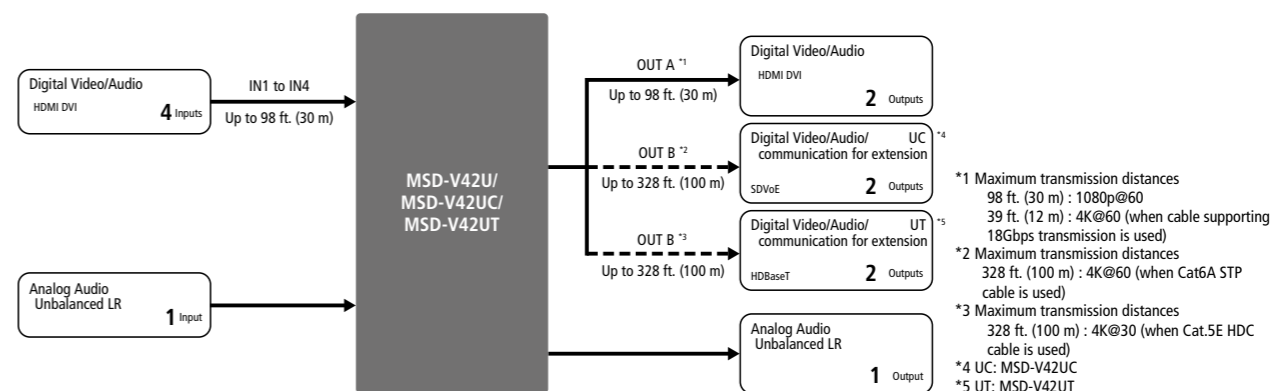 Digital Video/Audio
HDMI DVI
4 Inputs
IN1 to IN4
Up to 98 ft. (30 m)
Analog Audio
Unbalanced LR
1 Input
MSD-V42U/
MSD-V42UC/
MSD-V42UT
OUT A *1
Up to 98 ft. (30 m)
Digital Video/Audio
HDMI DVI
2 Outputs
OUT B *2
Up to 328 ft. (100 m)
Digital Video/Audio/ UC *4
communication for extension
SDVoE
2 Outputs
OUT B *3
Up to 328 ft. (100 m)
Digital Video/Audio/ UT *5
communication for extension
HDBaseT
2 Outputs
Analog Audio
Unbalanced LR
1 Output
*1 Maximum transmission distances
98 ft. (30 m) : 1080p@60
39 ft. (12 m) : 4K@60 (when cable supporting
18Gbps transmission is used)
*2 Maximum transmission distances
328 ft. (100 m) : 4K@60 (when Cat6A STP
cable is used)
*3 Maximum transmission distances
328 ft. (100 m) : 4K@30 (when Cat.5E HDC
cable is used)
*4 UC: MSD-V42UC
*5 UT: MSD-V42UT